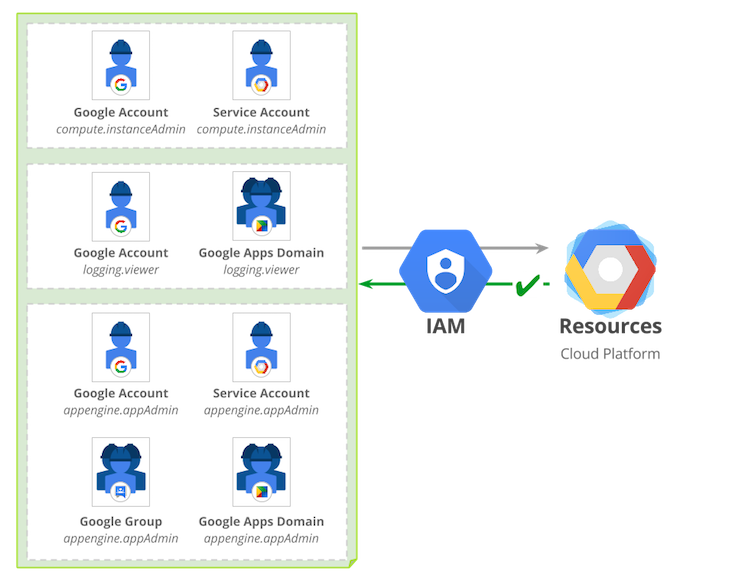 Google Account
compute.instanceAdmin
Service Account
compute.instanceAdmin
Google Account
logging.viewer
Google Apps Domain
logging.viewer
Google Account
appengine.appAdmin
Service Account
appengine.appAdmin
Google Group
appengine.appAdmin
Google Apps Domain
appengine.appAdmin
IAM
Resources
Cloud Platform